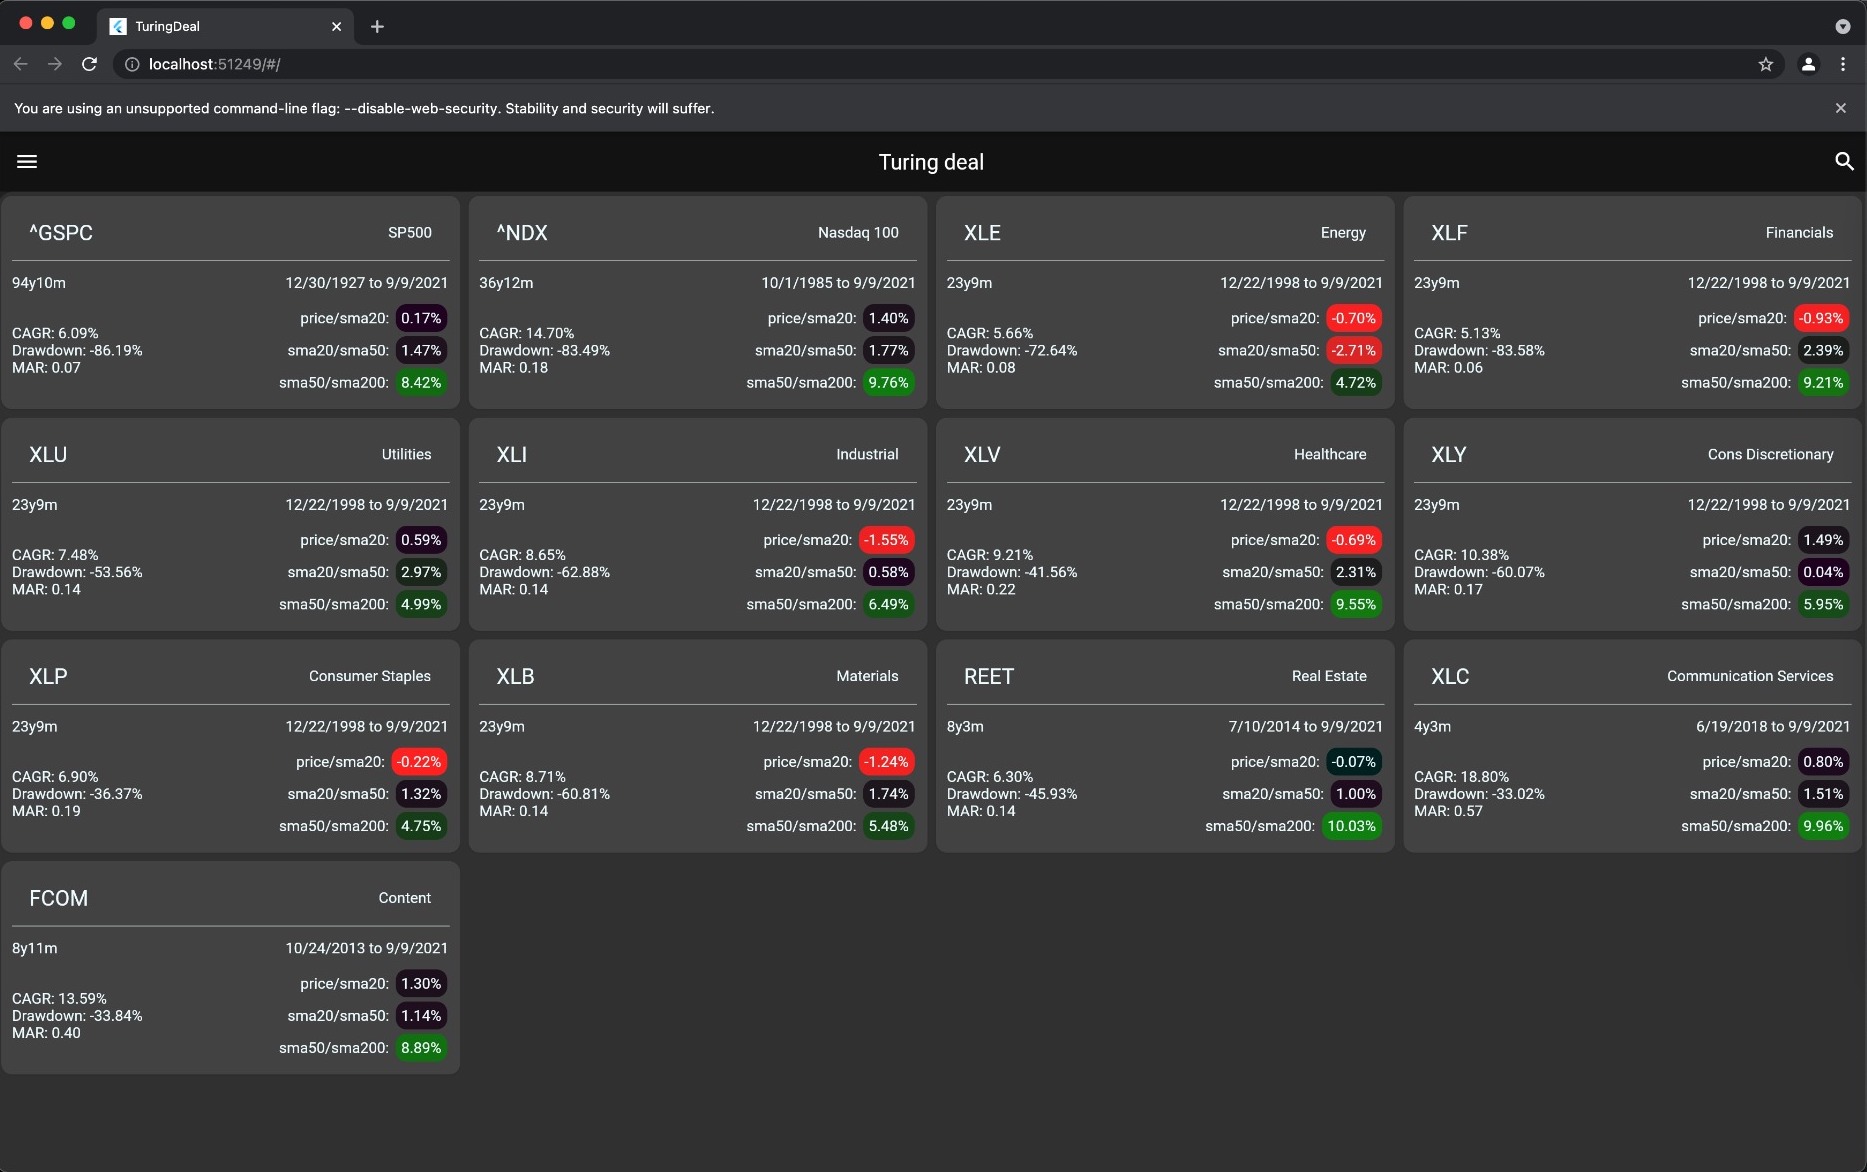 TuringDeal
localhost:51249/#/
You are using an unsupported command-line flag: --disable-web-security. Stability and security will suffer.
Turing deal
^GSPC SP500
94y10m 12/30/1927 to 9/9/2021
CAGR: 6.09%
Drawdown: -86.19%
MAR: 0.07
price/sma20: 0.17%
sma20/sma50: 1.47%
sma50/sma200: 8.42%
^NDX Nasdaq 100
36y12m 10/1/1985 to 9/9/2021
CAGR: 14.70%
Drawdown: -83.49%
MAR: 0.18
price/sma20: 1.40%
sma20/sma50: 1.77%
sma50/sma200: 9.76%
XLE Energy
23y9m 12/22/1998 to 9/9/2021
CAGR: 5.66%
Drawdown: -72.64%
MAR: 0.08
price/sma20: -0.70%
sma20/sma50: -2.71%
sma50/sma200: 4.72%
XLF Financials
23y9m 12/22/1998 to 9/9/2021
CAGR: 5.13%
Drawdown: -83.58%
MAR: 0.06
price/sma20: -0.93%
sma20/sma50: 2.39%
sma50/sma200: 9.21%
XLU Utilities
23y9m 12/22/1998 to 9/9/2021
CAGR: 7.48%
Drawdown: -53.56%
MAR: 0.14
price/sma20: 0.59%
sma20/sma50: 2.97%
sma50/sma200: 4.99%
XLI Industrial
23y9m 12/22/1998 to 9/9/2021
CAGR: 8.65%
Drawdown: -62.88%
MAR: 0.14
price/sma20: -1.55%
sma20/sma50: 0.58%
sma50/sma200: 6.49%
XLV Healthcare
23y9m 12/22/1998 to 9/9/2021
CAGR: 9.21%
Drawdown: -41.56%
MAR: 0.22
price/sma20: -0.69%
sma20/sma50: 2.31%
sma50/sma200: 9.55%
XLY Cons Discretionary
23y9m 12/22/1998 to 9/9/2021
CAGR: 10.38%
Drawdown: -60.07%
MAR: 0.17
price/sma20: 1.49%
sma20/sma50: 0.04%
sma50/sma200: 5.95%
XLP Consumer Staples
23y9m 12/22/1998 to 9/9/2021
CAGR: 6.90%
Drawdown: -36.37%
MAR: 0.19
price/sma20: -0.22%
sma20/sma50: 1.32%
sma50/sma200: 4.75%
XLB Materials
23y9m 12/22/1998 to 9/9/2021
CAGR: 8.71%
Drawdown: -60.81%
MAR: 0.14
price/sma20: -1.24%
sma20/sma50: 1.74%
sma50/sma200: 5.48%
REET Real Estate
8y3m 7/10/2014 to 9/9/2021
CAGR: 6.30%
Drawdown: -45.93%
MAR: 0.14
price/sma20: -0.07%
sma20/sma50: 1.00%
sma50/sma200: 10.03%
XLC Communication Services
4y3m 6/19/2018 to 9/9/2021
CAGR: 18.80%
Drawdown: -33.02%
MAR: 0.57
price/sma20: 0.80%
sma20/sma50: 1.51%
sma50/sma200: 9.96%
FCOM Content
8y11m 10/24/2013 to 9/9/2021
CAGR: 13.59%
Drawdown: -33.84%
MAR: 0.40
price/sma20: 1.30%
sma20/sma50: 1.14%
sma50/sma200: 8.89%